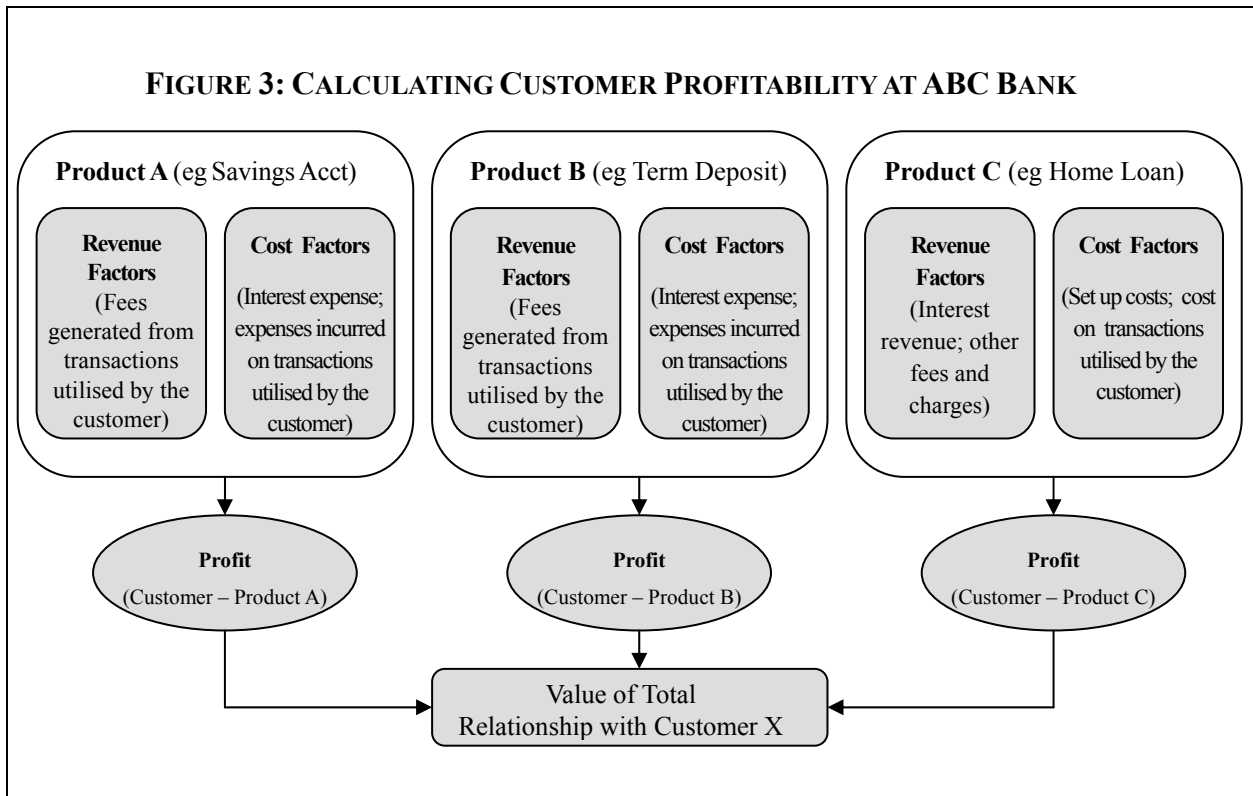 FIGURE 3: CALCULATING CUSTOMER PROFITABILITY AT ABC BANK
Product A (eg Savings Acct)
Revenue
Factors
(Fees
generated from
transactions
utilised by the
customer)
Cost Factors
(Interest expense;
expenses incurred
on transactions
utilised by the
customer)
Product B (eg Term Deposit)
Revenue
Factors
(Fees
generated from
transactions
utilised by the
customer)
Cost Factors
(Interest expense;
expenses incurred
on transactions
utilised by the
customer)
Product C (eg Home Loan)
Revenue
Factors
(Interest
revenue; other
fees and
charges)
Cost Factors
(Set up costs; cost
on transactions
utilised by the
customer)
Profit
(Customer – Product A)
Profit
(Customer – Product B)
Profit
(Customer – Product C)
Value of Total
Relationship with Customer X